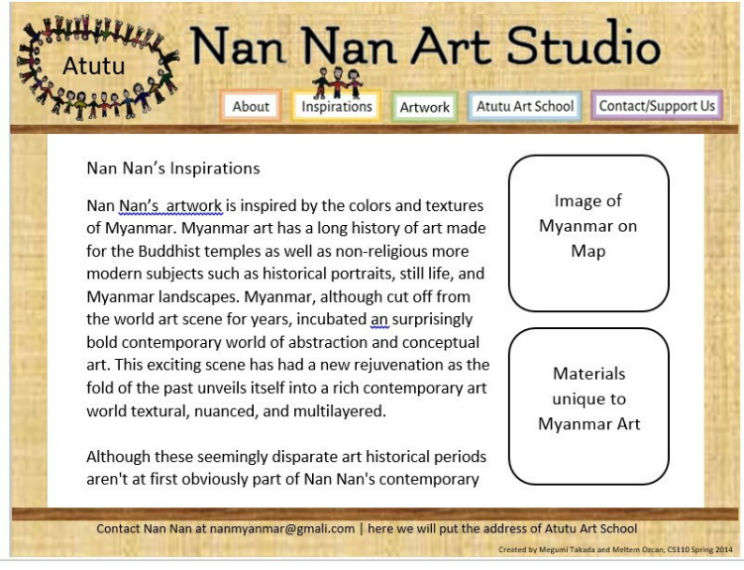 Nan Nan Art Studio
Atutu
About
Inspirations
Artwork
Atutu Art School
Contact/Support Us
Nan Nan's Inspirations
Nan Nan's artwork is inspired by the colors and textures
of Myanmar. Myanmar art has a long history of art made
for the Buddhist temples as well as non-religious more
modern subjects such as historical portraits, still life, and
Myanmar landscapes. Myanmar, although cut off from
the world art scene for years, incubated an surprisingly
bold contemporary world of abstraction and conceptual
art. This exciting scene has had a new rejuvenation as the
fold of the past unveils itself into a rich contemporary art
world textural, nuanced, and multilayered.
Although these seemingly disparate art historical periods
aren't at first obviously part of Nan Nan's contemporary
Image of
Myanmar on
Map
Materials
unique to
Myanmar Art
Contact Nan Nan at nanmyanmar@gmali.com | here we will put the address of Atutu Art School
Created by Megumi Takada and Meltem Ozcan, CS110 Spring 2014